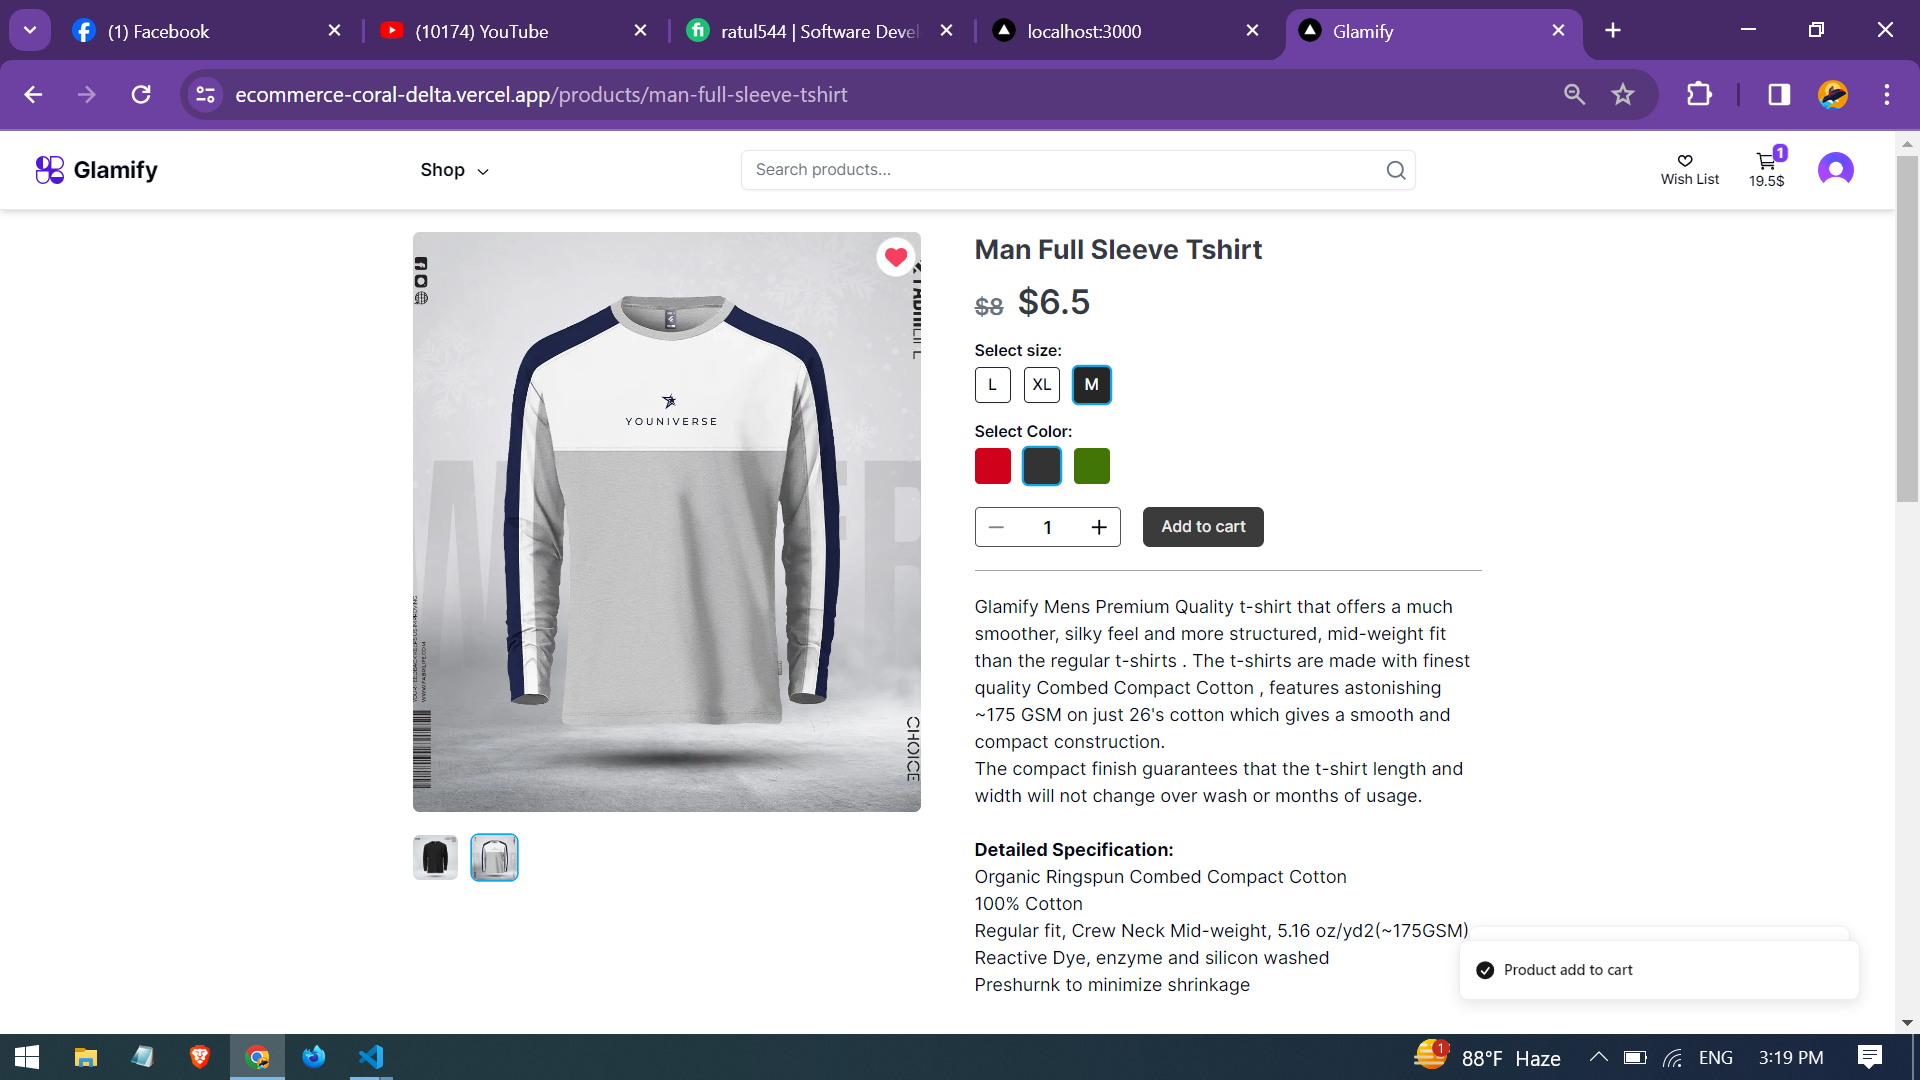 (1) Facebook
(10174) YouTube
ratul544 | Software Devel
localhost:3000
Glamify
ecommerce-coral-delta.vercel.app/products/man-full-sleeve-tshirt
Glamify
Shop
Search products...
Wish List
1
19.5$
YOUNIVERSE
CHOICE
Man Full Sleeve Tshirt
$8 $6.5
Select size:
L XL M
Select Color:
1
Add to cart
Glamify Mens Premium Quality t-shirt that offers a much
smoother, silky feel and more structured, mid-weight fit
than the regular t-shirts . The t-shirts are made with finest
quality Combed Compact Cotton , features astonishing
~175 GSM on just 26's cotton which gives a smooth and
compact construction.
The compact finish guarantees that the t-shirt length and
width will not change over wash or months of usage.
Detailed Specification:
Organic Ringspun Combed Compact Cotton
100% Cotton
Regular fit, Crew Neck Mid-weight, 5.16 oz/yd2(~175GSM)
Reactive Dye, enzyme and silicon washed
Preshurnk to minimize shrinkage
Product add to cart
1
88°F Haze
ENG
3:19 PM